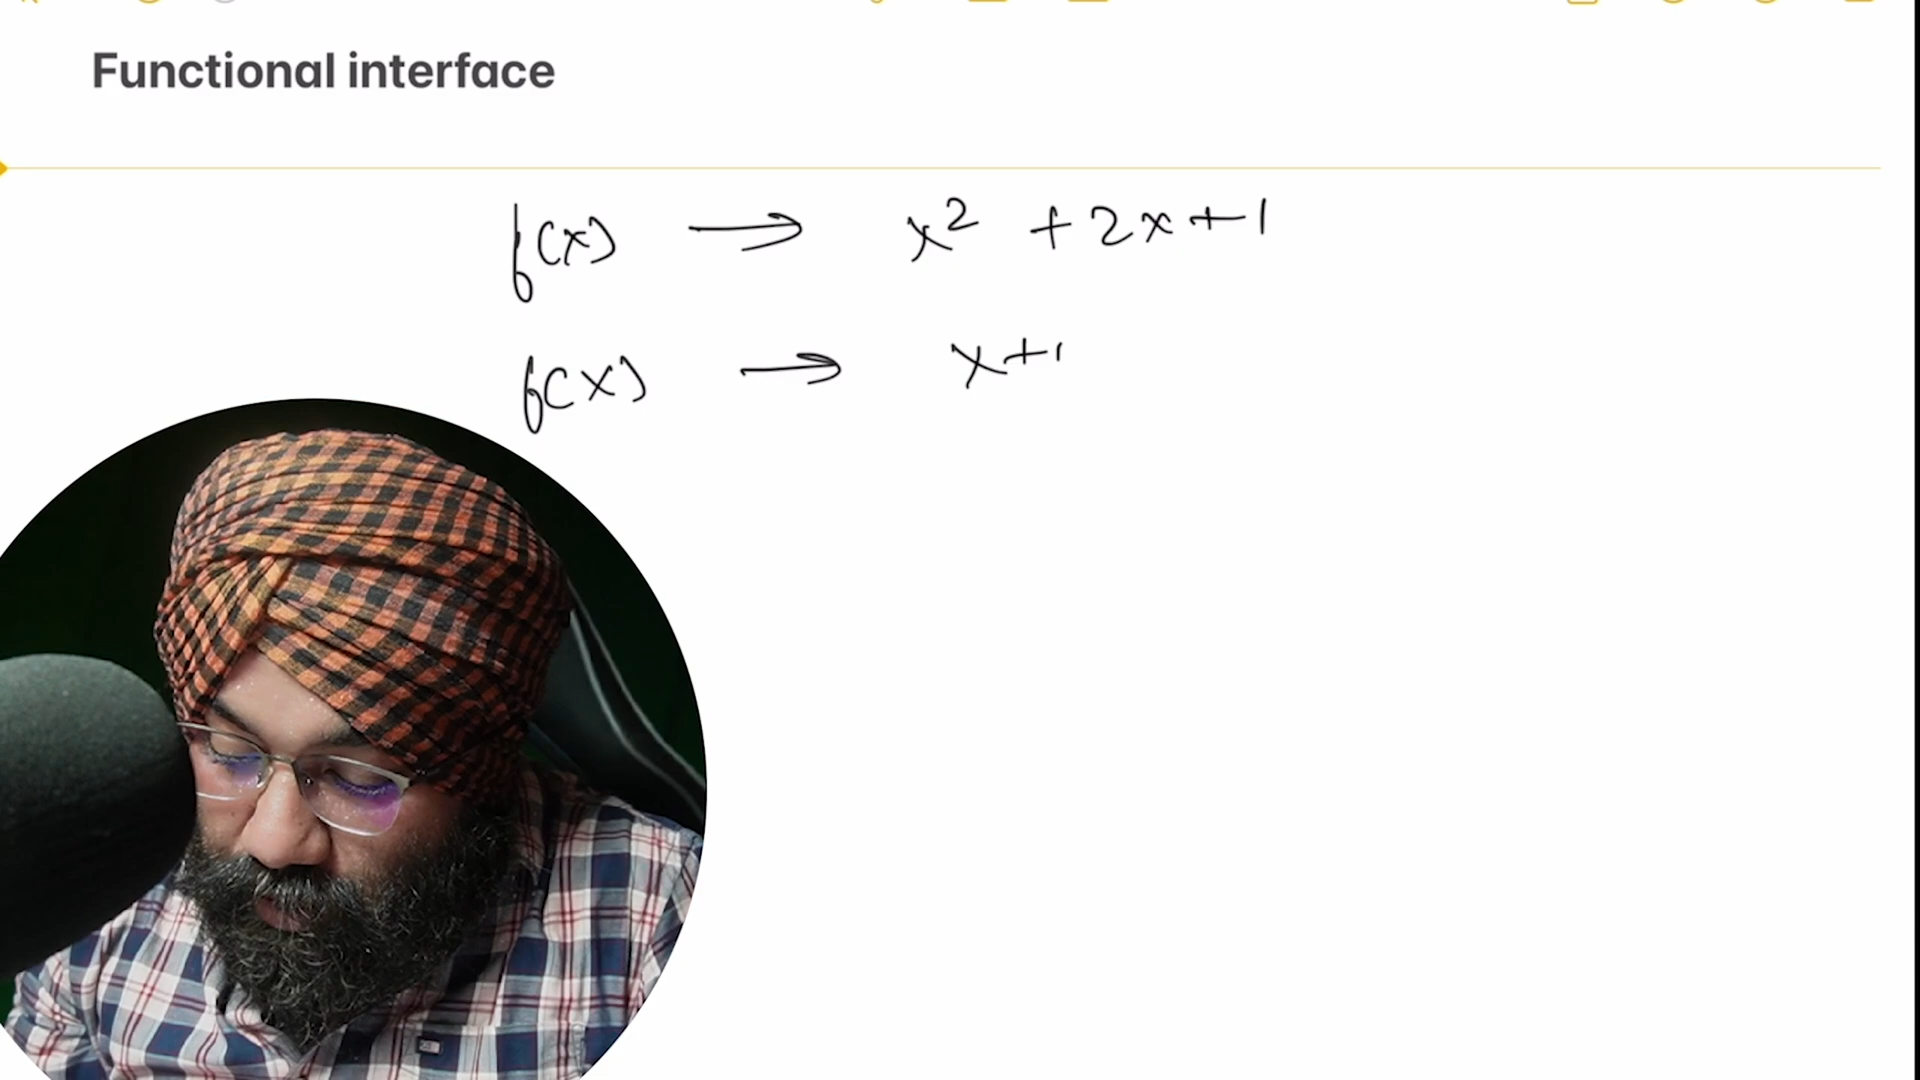 Functional interface
f(x) → x² + 2x + 1
f(x) → x + 1